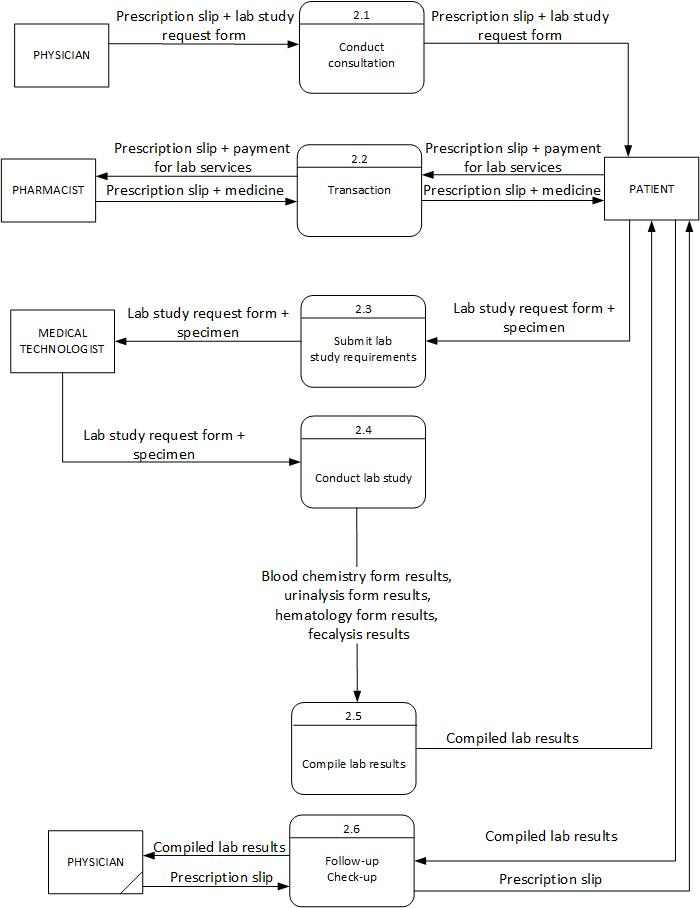 Prescription slip + lab study
request form
2.1
Prescription slip + lab study
request form
PHYSICIAN
Conduct
consultation
Prescription slip + payment
for lab services
2.2
Prescription slip + payment
for lab services
PHARMACIST
Prescription slip + medicine
Transaction
Prescription slip + medicine
PATIENT
Lab study request form +
specimen
2.3
Lab study request form +
specimen
MEDICAL
TECHNOLOGIST
Submit lab
study requirements
Lab study request form +
specimen
2.4
Conduct lab study
Blood chemistry form results,
urinalysis form results,
hematology form results,
fecalysis results
2.5
Compile lab results
Compiled lab results
2.6
Compiled lab results
PHYSICIAN
Compiled lab results
Follow-up
Check-up
Prescription slip
Prescription slip